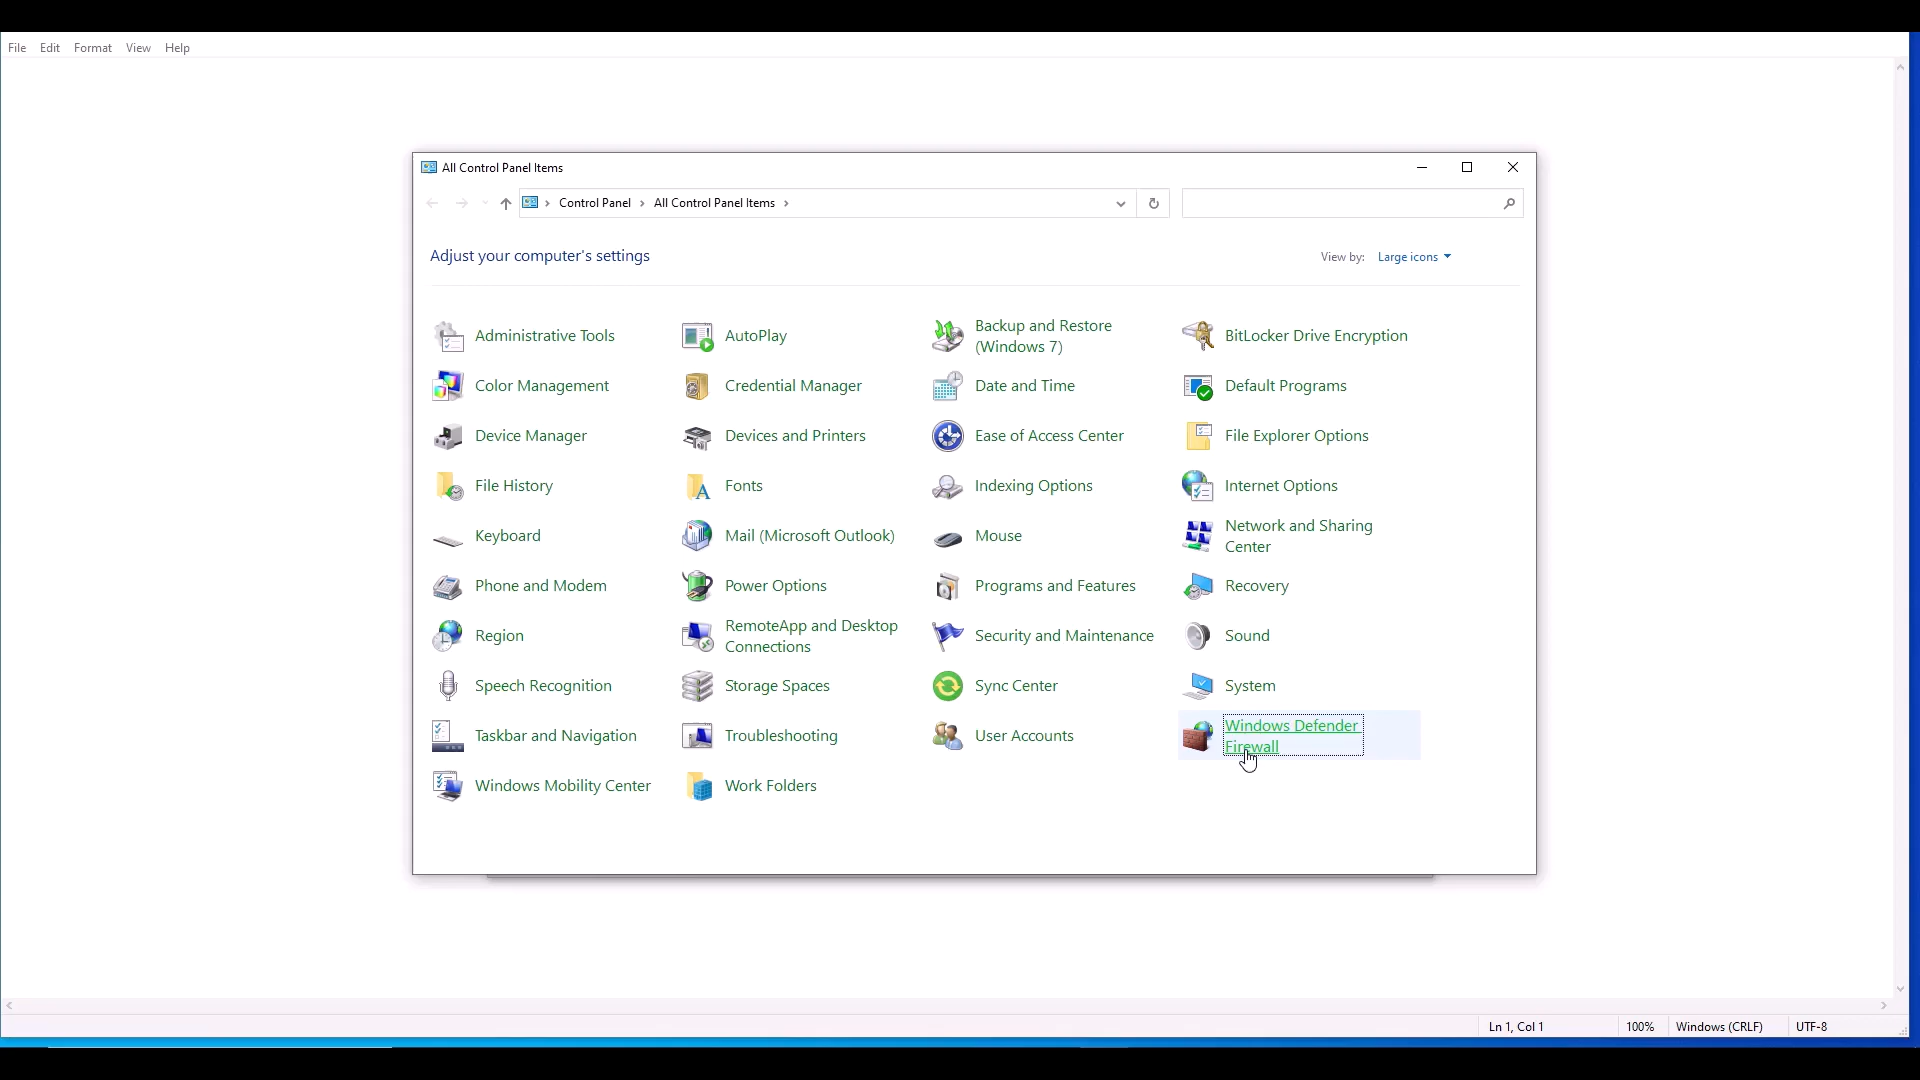 File Edit Format View Help
All Control Panel Items
Control Panel All Control Panel Items
Adjust your computer's settings
View by: Large icons
Administrative Tools
AutoPlay
Backup and Restore
(Windows 7)
BitLocker Drive Encryption
Color Management
Credential Manager
Date and Time
Default Programs
Device Manager
Devices and Printers
Ease of Access Center
File Explorer Options
File History
Fonts
Indexing Options
Internet Options
Keyboard
Mail (Microsoft Outlook)
Mouse
Network and Sharing
Center
Phone and Modem
Power Options
Programs and Features
Recovery
Region
RemoteApp and Desktop
Connections
Security and Maintenance
Sound
Speech Recognition
Storage Spaces
Sync Center
System
Taskbar and Navigation
Troubleshooting
User Accounts
Windows Defender
Firewall
Windows Mobility Center
Work Folders
Ln 1, Col 1 100% Windows (CRLF) UTF-8